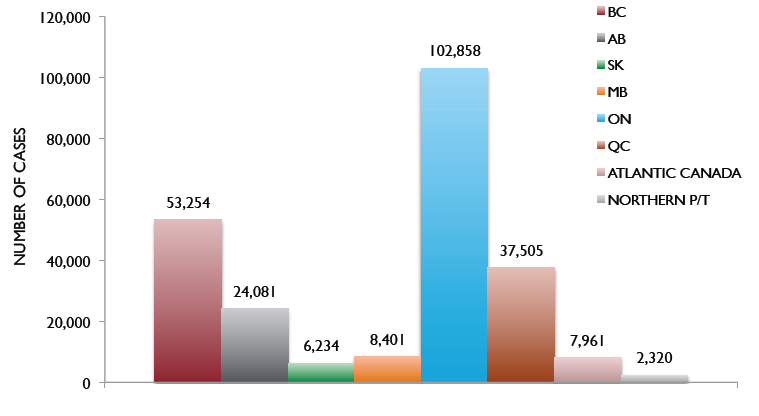 120,000
100,000
80,000
60,000
40,000
20,000
0
NUMBER OF CASES
53,254
24,081
6,234
8,401
102,858
37,505
7,961
2,320
BC
AB
SK
MB
ON
QC
ATLANTIC CANADA
NORTHERN P/T